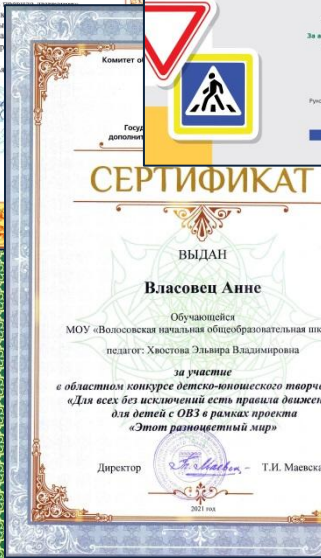 Комитет о
Госуд
дополнит
За а
Руко
СЕРТИФИКАТ
ВЫДАН
Власовец Анне
Обучающейся
МОУ «Волосовская начальная общеобразовательная шк
педагог: Хвостова Эльвира Владимировна
за участие
в областном конкурсе детско-юношеского творче
«Для всех без исключений есть правила движен
для детей с ОВЗ в рамках проекта
«Этот разноцветный мир»
Директор Т.И. Маевска
2021 год